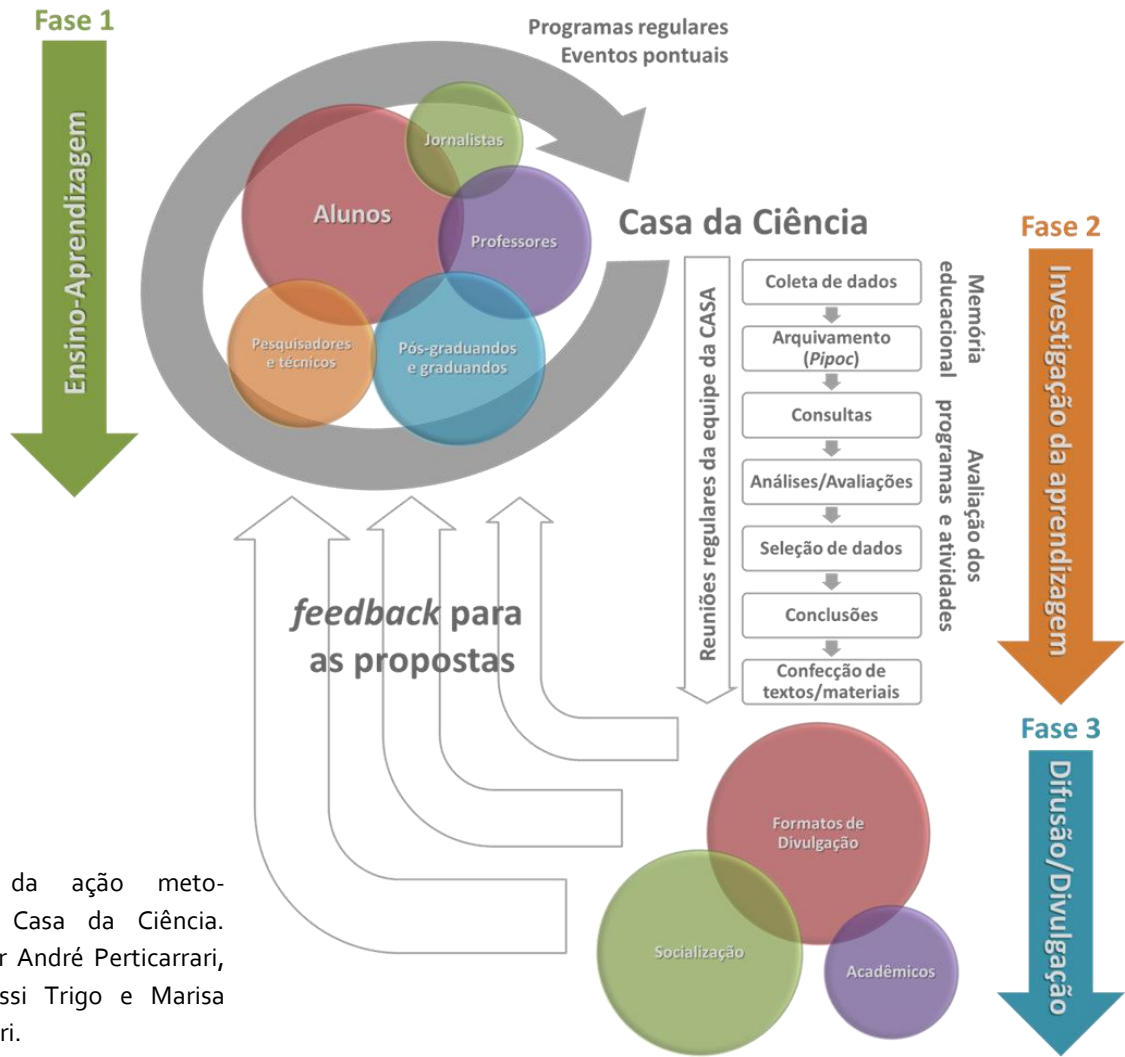 Fase 1
Ensino-Aprendizagem
Programas regulares
Eventos pontuais
Jornalistas
Alunos
Professores
Pesquisadores
e técnicos
Pós-graduandos
e graduandos
Casa da Ciência
Reuniões regulares da equipe da CASA
Coleta de dados
Arquivamento
(Pipoc)
Consultas
Análises/Avaliações
Seleção de dados
Conclusões
Confecção de
textos/materiais
Memória
educacional
Avaliação dos
programas e atividades
Fase 2
Investigação da aprendizagem
feedback para
as propostas
Fase 3
Difusão/Divulgação
Formatos de
Divulgação
Socialização
Acadêmicos
da ação meto-
Casa da Ciência.
r André Perticarrari,
ssi Trigo e Marisa
ri.